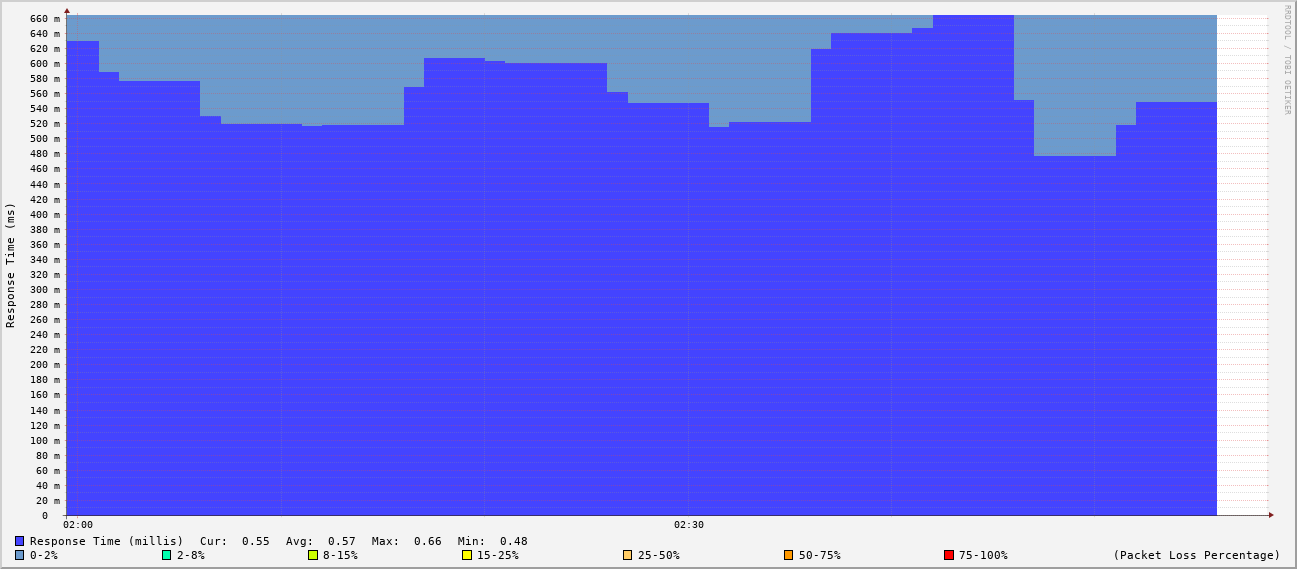 RRDTOOL / TOBI OETIKER
Response Time (ms)
660 m
640 m
620 m
600 m
580 m
560 m
540 m
520 m
500 m
480 m
460 m
440 m
420 m
400 m
380 m
360 m
340 m
320 m
300 m
280 m
260 m
240 m
220 m
200 m
180 m
160 m
140 m
120 m
100 m
80 m
60 m
40 m
20 m
0
02:00 02:30
Response Time (millis) Cur: 0.55 Avg: 0.57 Max: 0.66 Min: 0.48
0-2% 2-8% 8-15% 15-25% 25-50% 50-75% 75-100% (Packet Loss Percentage)